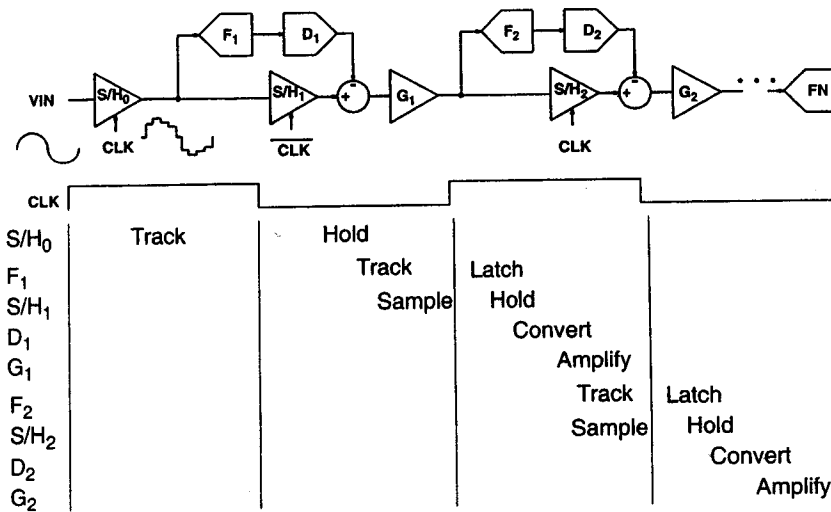 F1 D1 F2 D2
VIN S/H0 S/H1 + - G1 S/H2 + - G2 • • • FN
CLK CLK CLK
CLK
S/H0 Track Hold
F1 Track Latch
S/H1 Sample Hold
D1 Convert
G1 Amplify
F2 Track Latch
S/H2 Sample Hold
D2 Convert
G2 Amplify